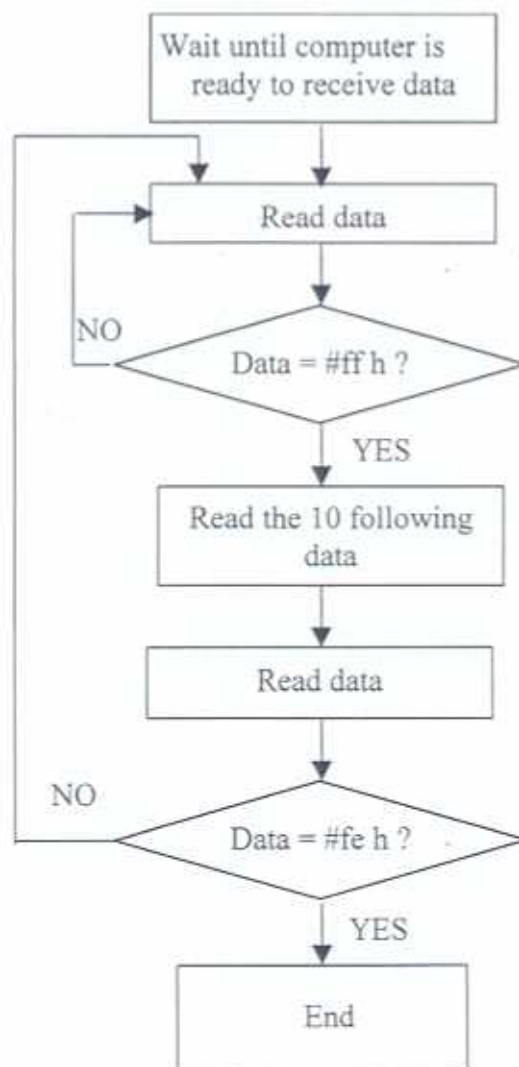 Wait until computer is
ready to receive data
Read data
NO
Data = #ff h ?
YES
Read the 10 following
data
Read data
NO
Data = #fe h ?
YES
End